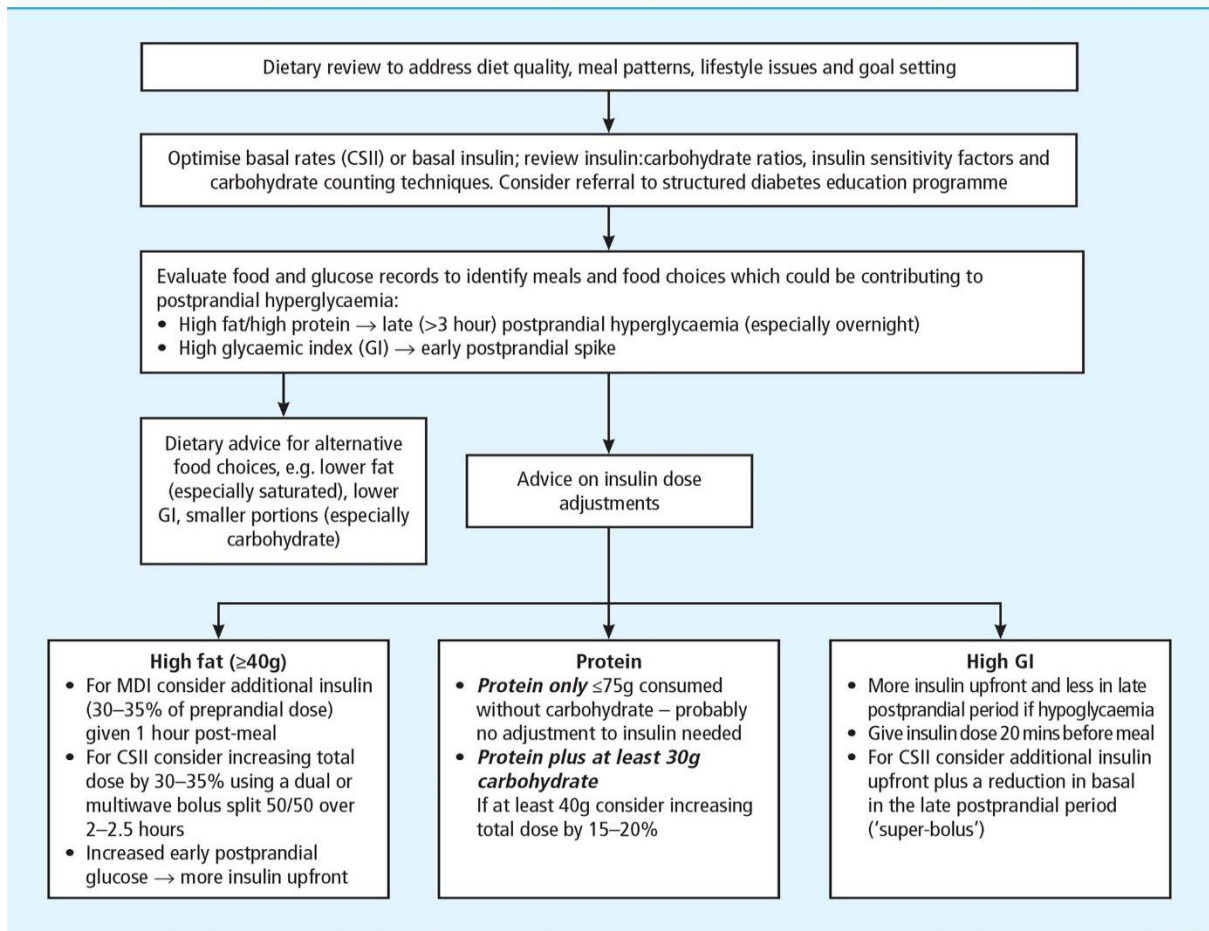 Dietary review to address diet quality, meal patterns, lifestyle issues and goal setting
Optimise basal rates (CSII) or basal insulin; review insulin:carbohydrate ratios, insulin sensitivity factors and
carbohydrate counting techniques. Consider referral to structured diabetes education programme
Evaluate food and glucose records to identify meals and food choices which could be contributing to
postprandial hyperglycaemia:
• High fat/high protein → late (>3 hour) postprandial hyperglycaemia (especially overnight)
• High glycaemic index (GI) → early postprandial spike
Dietary advice for alternative
food choices, e.g. lower fat
(especially saturated), lower
GI, smaller portions (especially
carbohydrate)
Advice on insulin dose
adjustments
High fat (≥40g)
• For MDI consider additional insulin
(30–35% of preprandial dose)
given 1 hour post-meal
• For CSII consider increasing total
dose by 30–35% using a dual or
multiwave bolus split 50/50 over
2–2.5 hours
• Increased early postprandial
glucose → more insulin upfront
Protein
• Protein only ≤75g consumed
without carbohydrate – probably
no adjustment to insulin needed
• Protein plus at least 30g
carbohydrate
If at least 40g consider increasing
total dose by 15–20%
High GI
• More insulin upfront and less in late
postprandial period if hypoglycaemia
• Give insulin dose 20 mins before meal
• For CSII consider additional insulin
upfront plus a reduction in basal
in the late postprandial period
(‘super-bolus’)